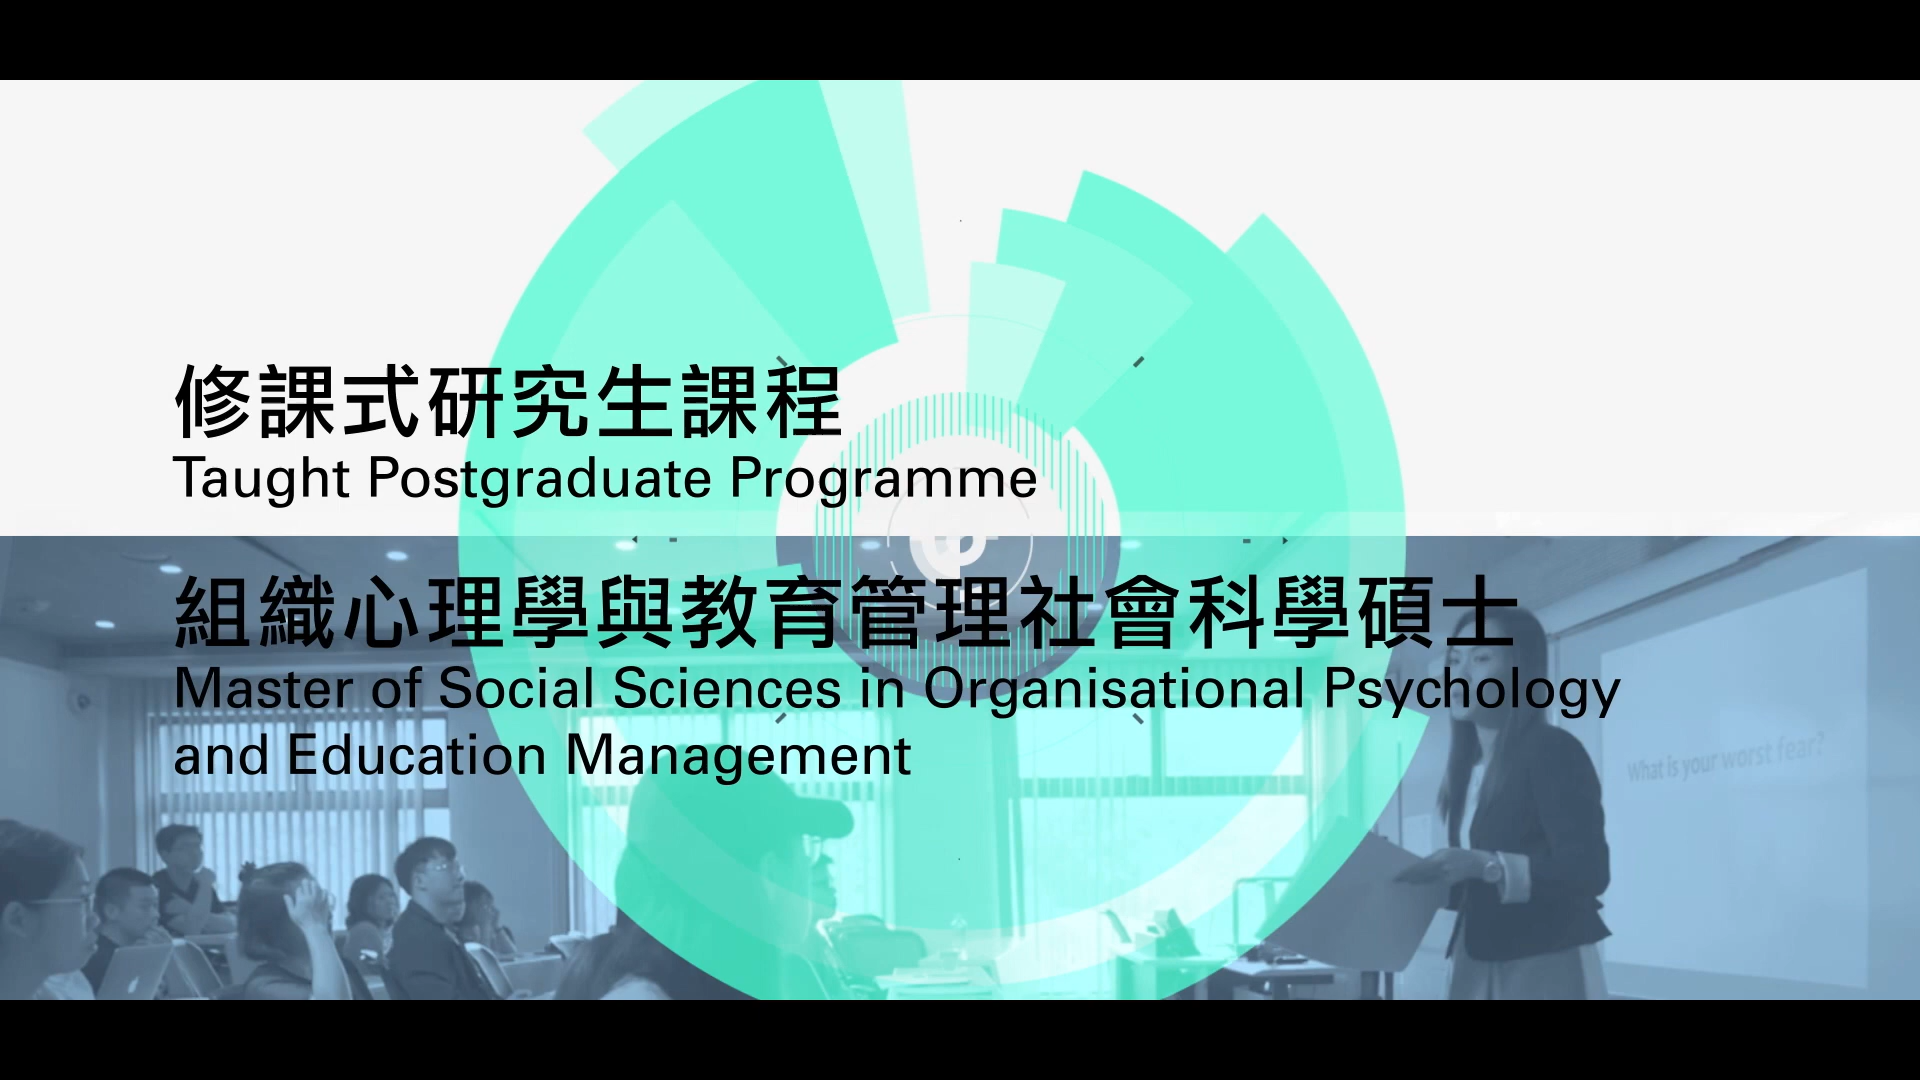 修課式研究生課程
Taught Postgraduate Programme
組織心理學與教育管理社會科學碩士
Master of Social Sciences in Organisational Psychology
and Education Management
What is your worst fear?